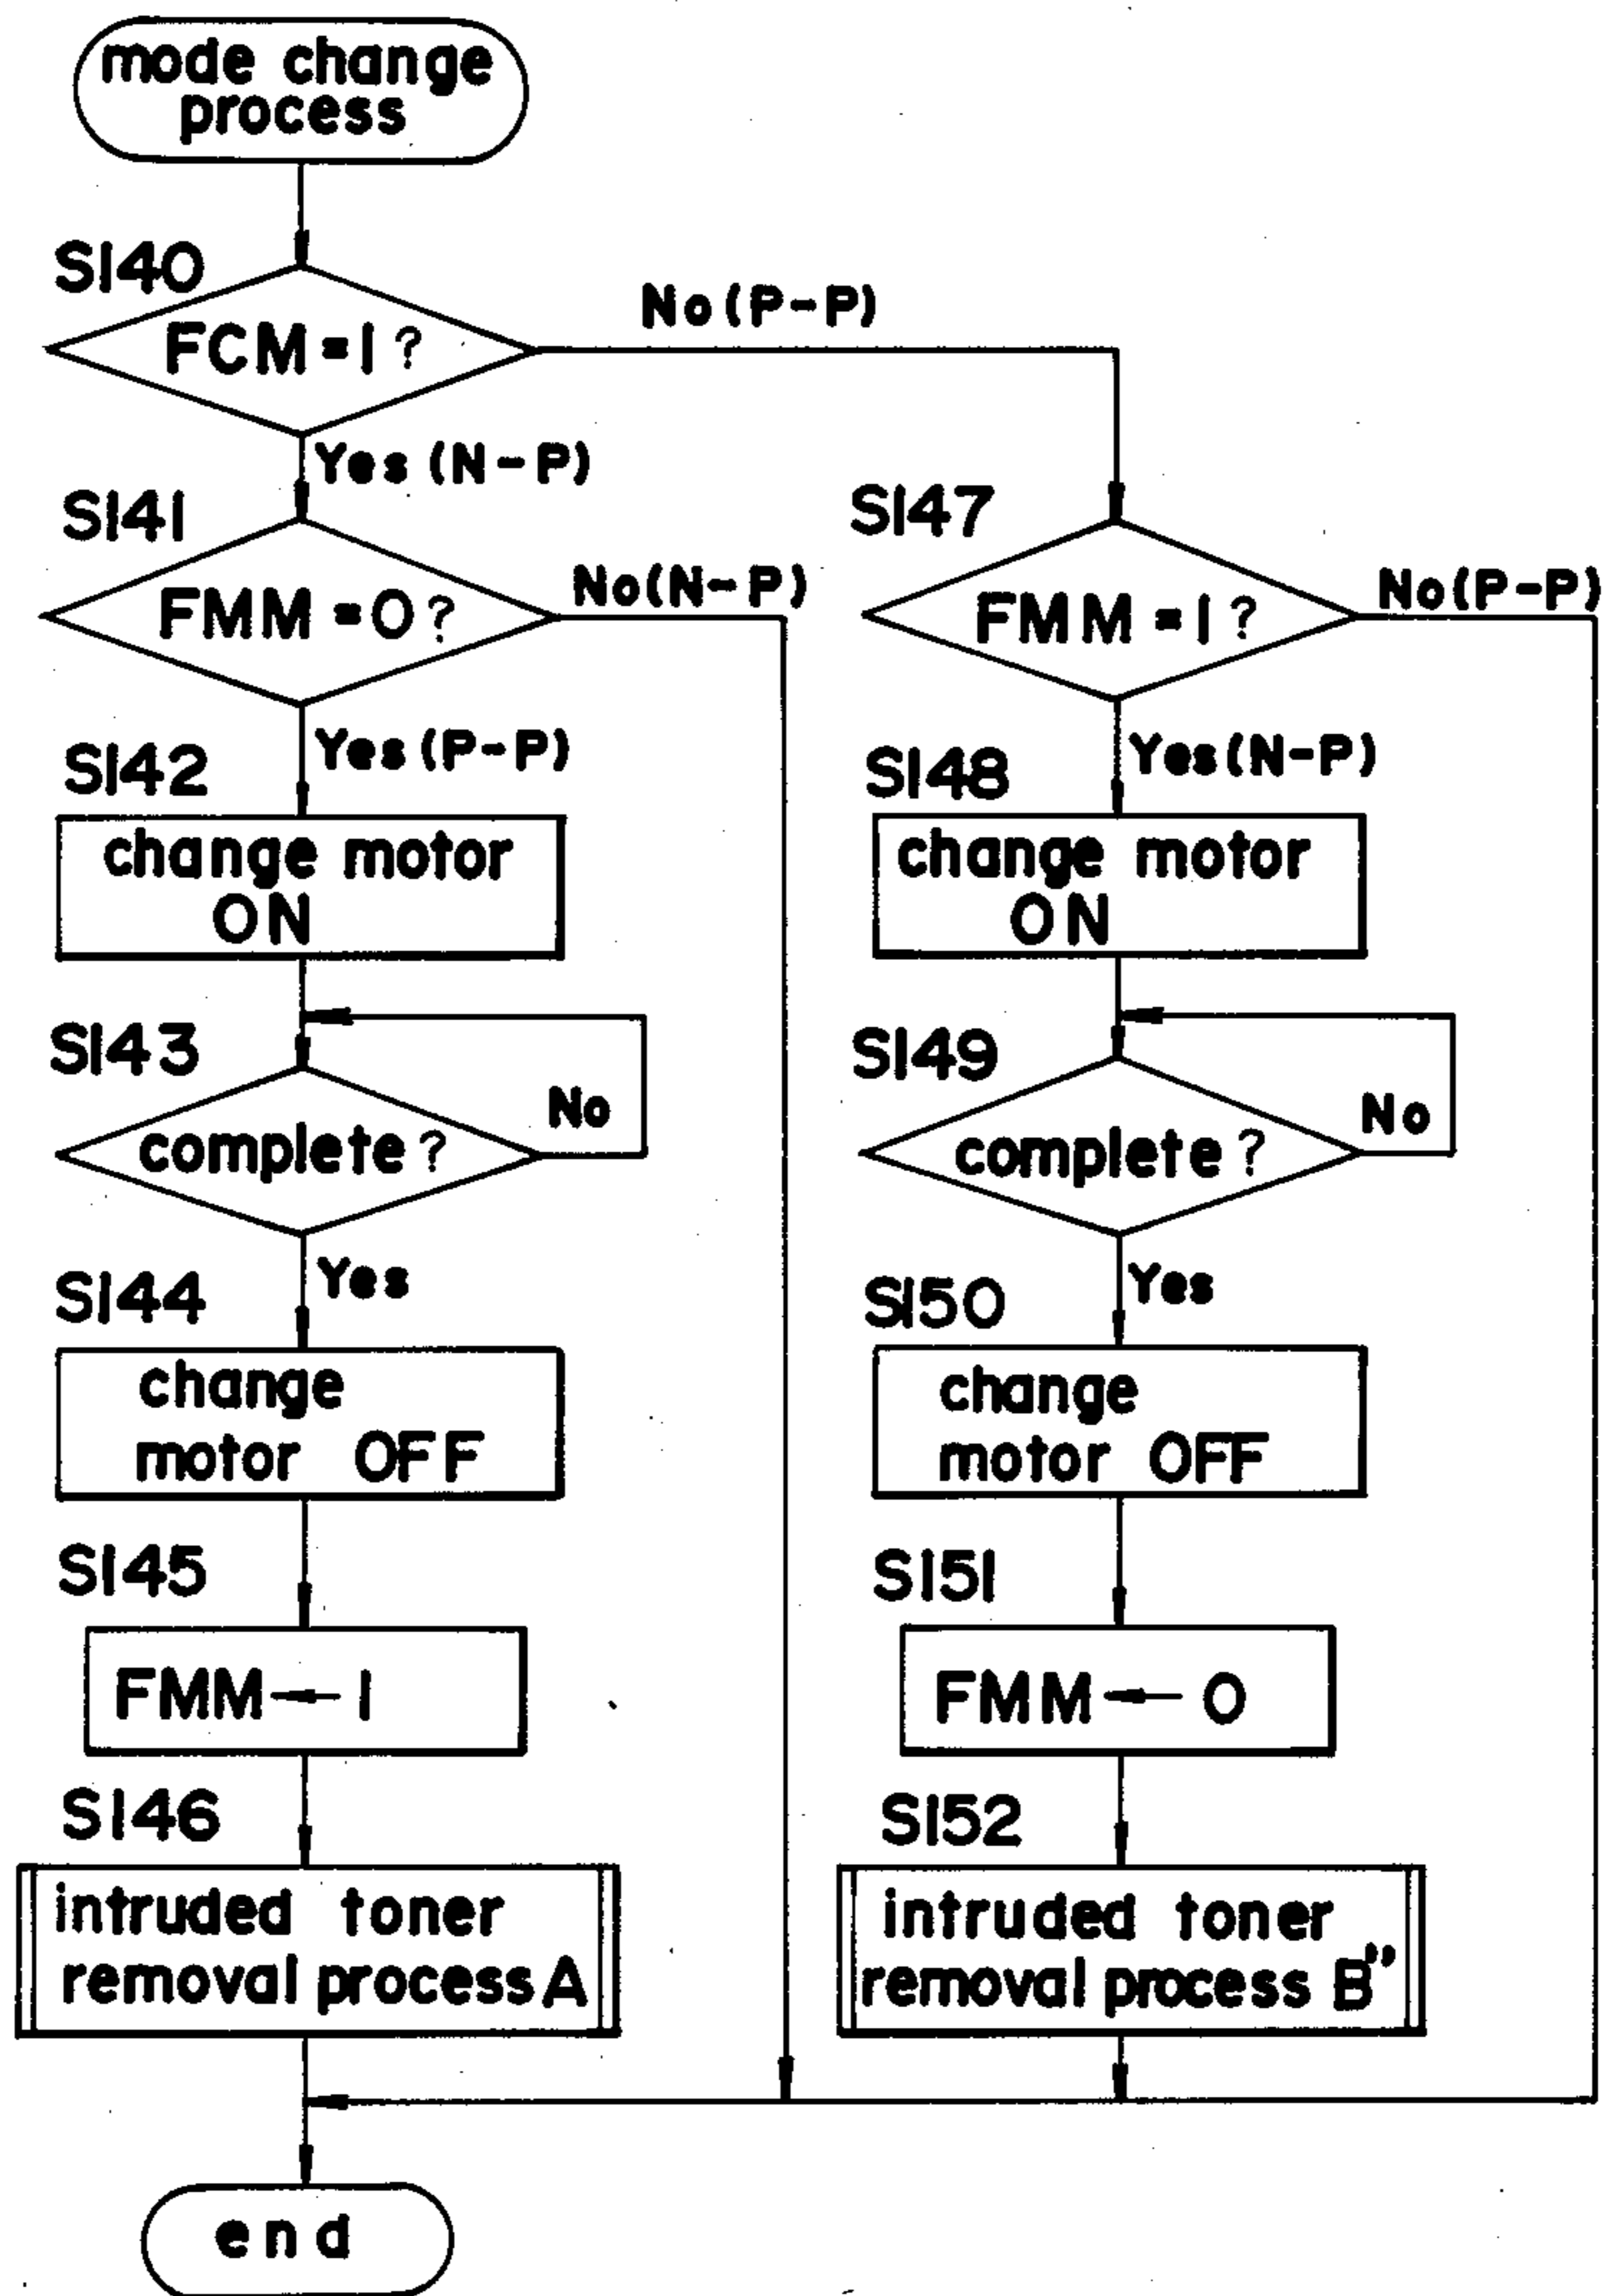 mode change
process
S140
FCM=1?
No(P-P)
Yes(N-P)
S141
FMM=0?
No(N-P)
Yes(P-P)
S142
change motor
ON
S143
complete?
No
Yes
S144
change
motor OFF
S145
FMM←1
S146
intruded toner
removal process A
S147
FMM=1?
No(P-P)
Yes(N-P)
S148
change motor
ON
S149
complete?
No
Yes
S150
change
motor OFF
S151
FMM←0
S152
intruded toner
removal process B"
end